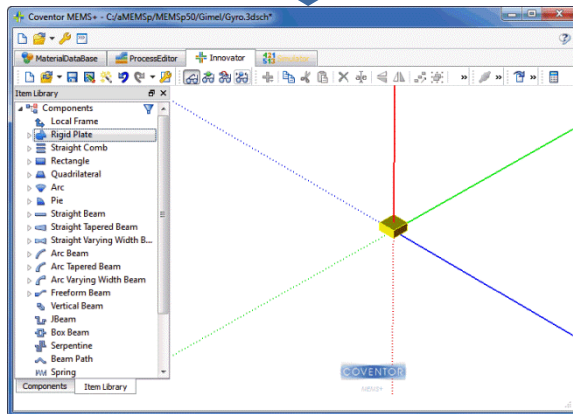 Coventor MEMS+ - C:/aMEMSp/MEMSp50/Gimel/Gyro.3dsch*
MaterialDataBase
ProcessEditor
Innovator
Simulator
Item Library
Components
Local Frame
Rigid Plate
Straight Comb
Rectangle
Quadrilateral
Arc
Pie
Straight Beam
Straight Tapered Beam
Straight Varying Width B...
Arc Beam
Arc Tapered Beam
Arc Varying Width Beam
Freeform Beam
Vertical Beam
JBeam
Box Beam
Serpentine
Beam Path
Spring
Components Item Library
COVENTOR
MEMS+